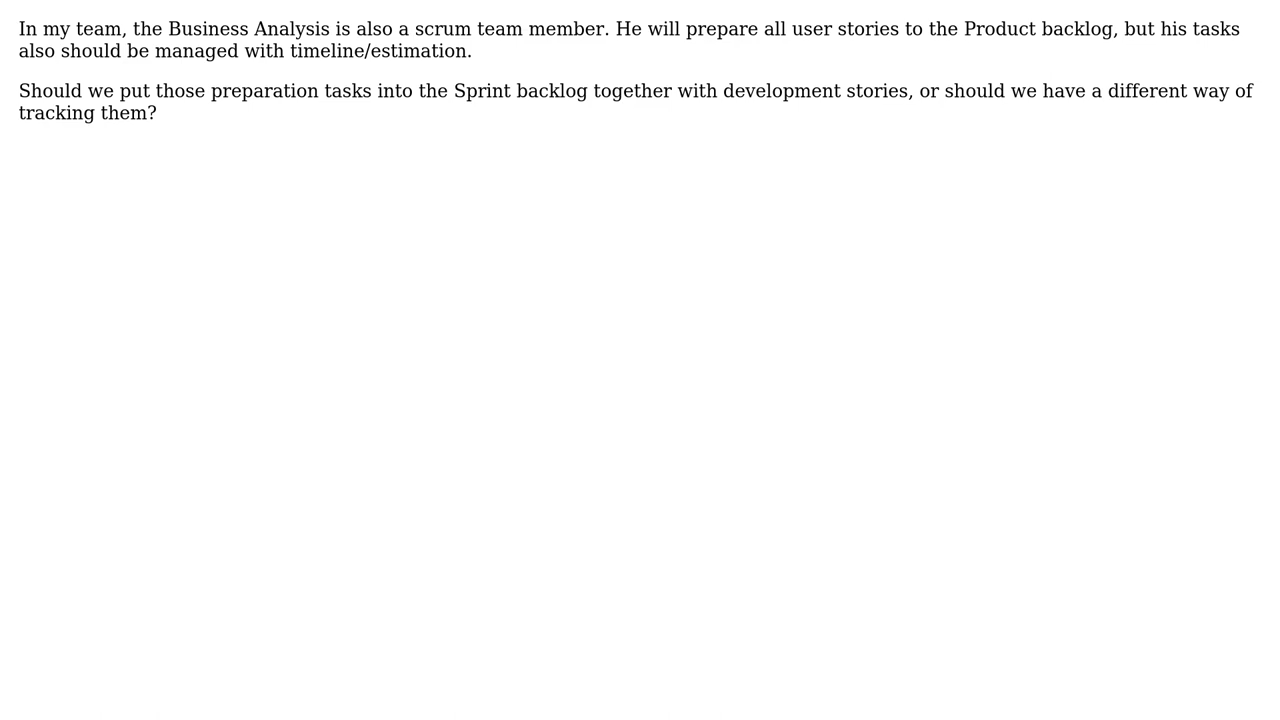 In my team, the Business Analysis is also a scrum team member. He will prepare all user stories to the Product backlog, but his tasks
also should be managed with timeline/estimation.
Should we put those preparation tasks into the Sprint backlog together with development stories, or should we have a different way of
tracking them?